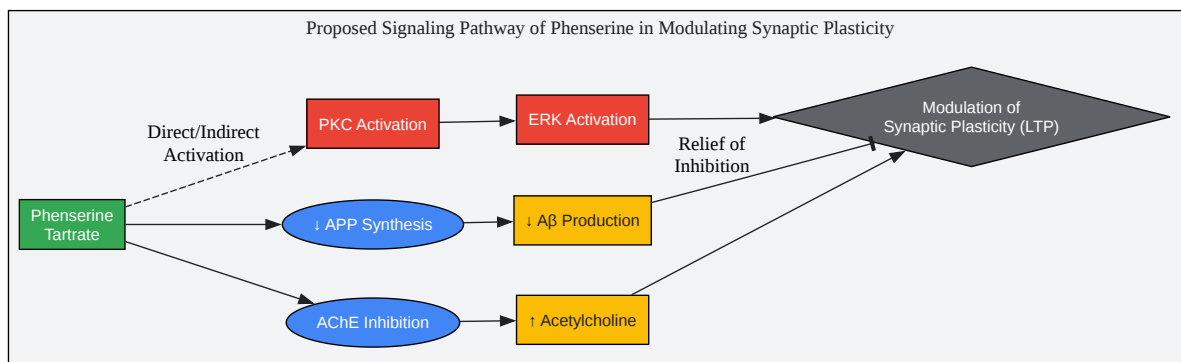 Proposed Signaling Pathway of Phenserine in Modulating Synaptic Plasticity
Direct/Indirect
Activation
PKC Activation
ERK Activation
Modulation of
Synaptic Plasticity (LTP)
Relief of
Inhibition
Phenserine
Tartrate
↓ APP Synthesis
↓ Aβ Production
AChE Inhibition
↑ Acetylcholine